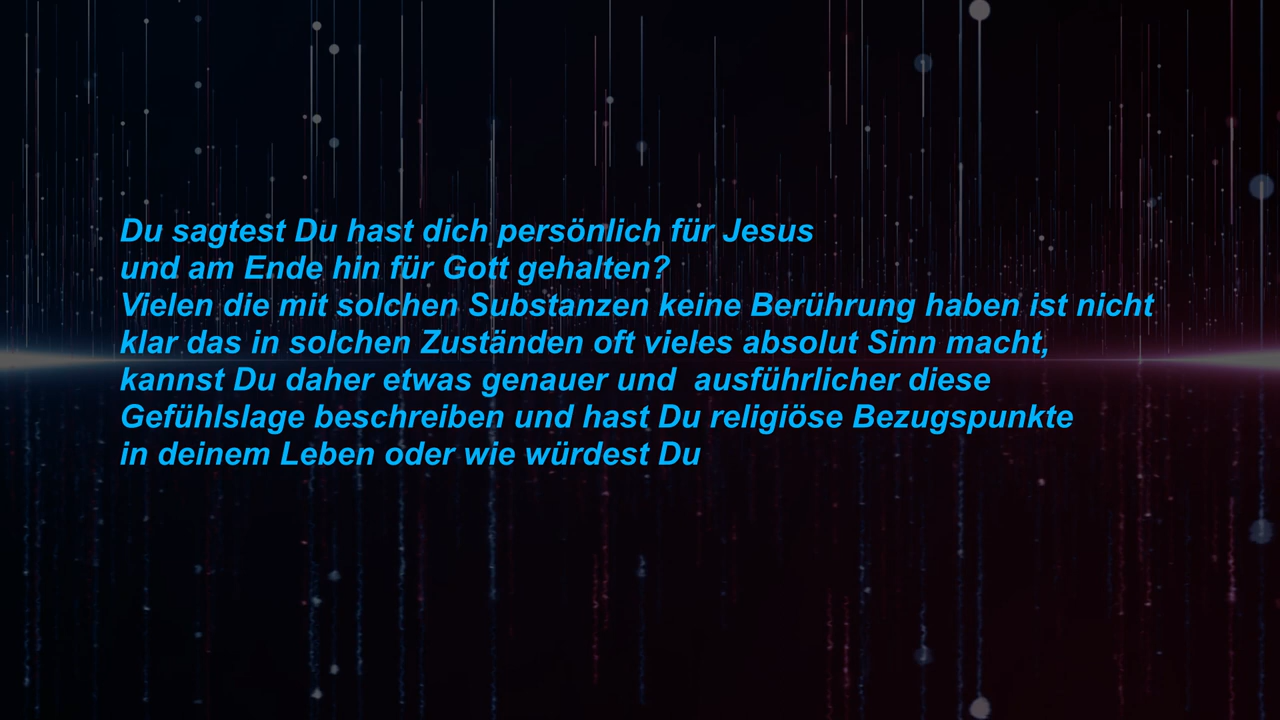 Du sagtest Du hast dich persönlich für Jesus
und am Ende hin für Gott gehalten?
Vielen die mit solchen Substanzen keine Berührung haben ist nicht
klar das in solchen Zuständen oft vieles absolut Sinn macht,
kannst Du daher etwas genauer und  ausführlicher diese
Gefühlslage beschreiben und hast Du religiöse Bezugspunkte
in deinem Leben oder wie würdest Du